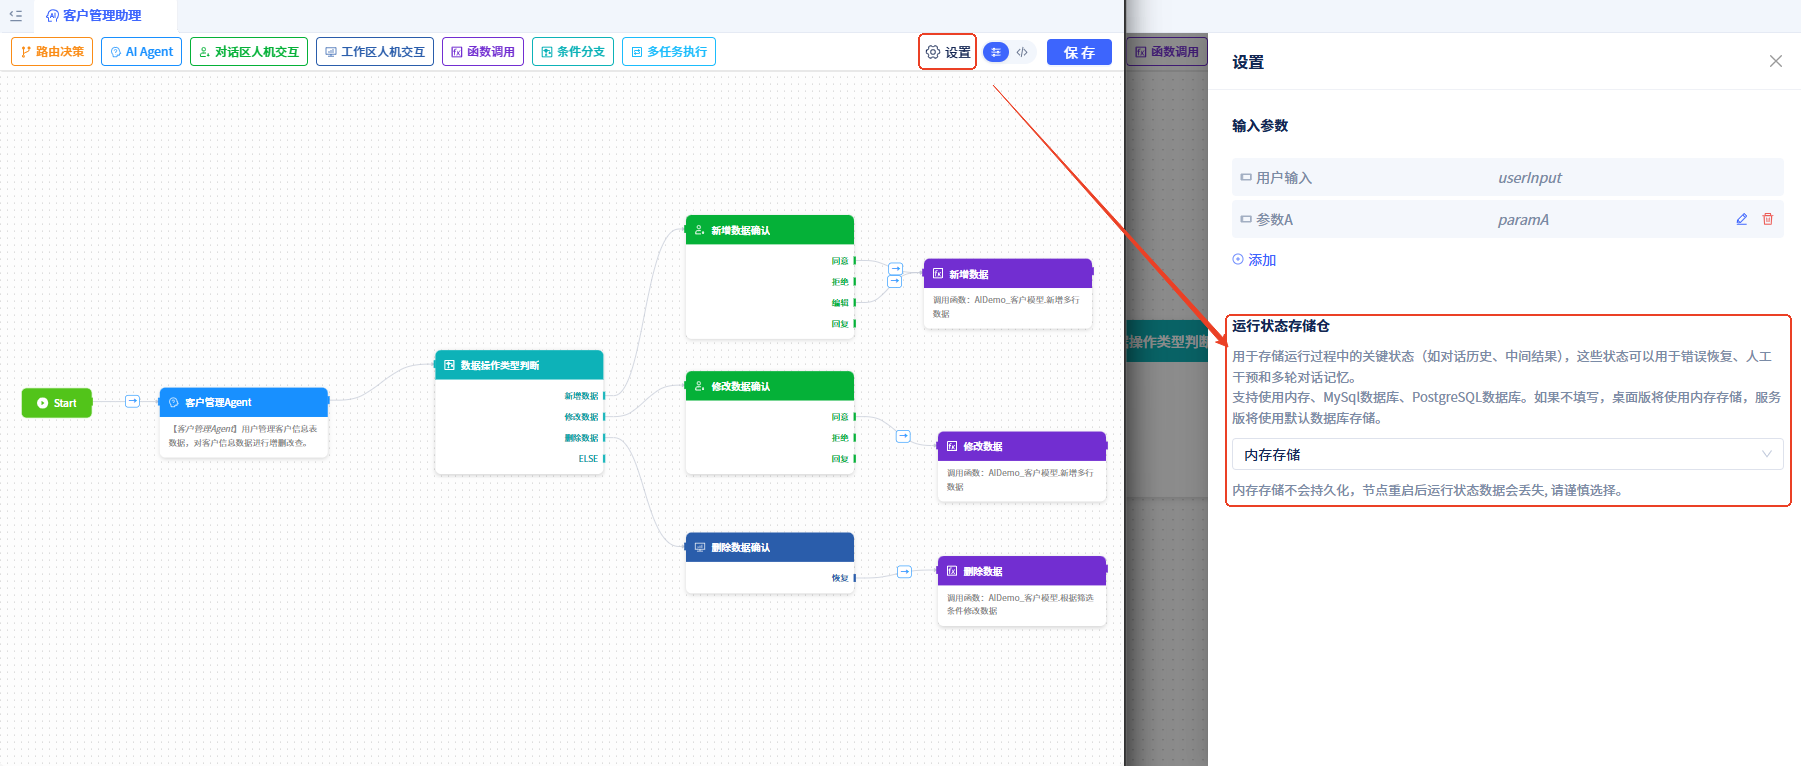 客户管理助理
路由决策
AI Agent
对话区人机交互
工作区人机交互
函数调用
条件分支
多任务执行
设置
保 存
Start
客户管理Agent
【客户管理Agent】用户管理客户信息表
数据，对客户信息数据进行增删改查。
数据操作类型判断
新增数据
修改数据
删除数据
ELSE
新增数据确认
同意
拒绝
编辑
回复
修改数据确认
同意
拒绝
回复
删除数据确认
恢复
新增数据
调用函数：AIDemo_客户模型.新增多行
数据
修改数据
调用函数：AIDemo_客户模型.新增多行
数据
删除数据
调用函数：AIDemo_客户模型.根据筛选
条件修改数据
函数调用
操作类型判断
设置
输入参数
用户输入 userInput
参数A paramA
添加
运行状态存储仓
用于存储运行过程中的关键状态（如对话历史、中间结果），这些状态可以用于错误恢复、人工
干预和多轮对话记忆。
支持使用内存、MySql数据库、PostgreSQL数据库。如果不填写，桌面版将使用内存存储，服务
版将使用默认数据库存储。
内存存储
内存存储不会持久化，节点重启后运行状态数据会丢失, 请谨慎选择。